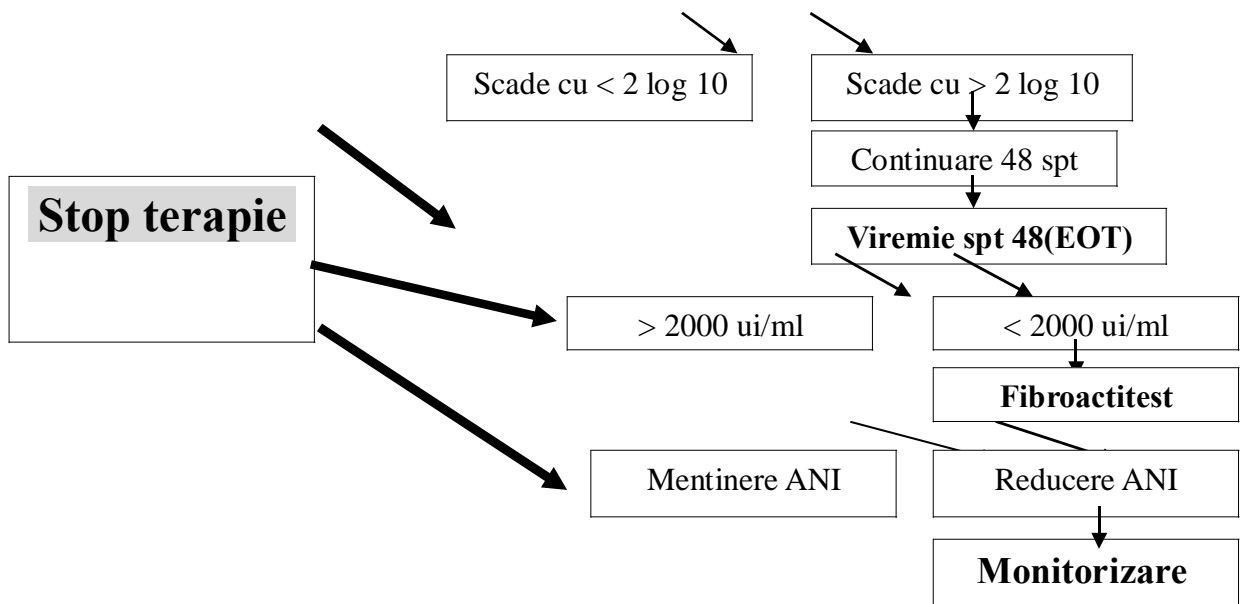 Scade cu < 2 log 10
Scade cu > 2 log 10
Continuare 48 spt
Stop terapie
Viremie spt 48(EOT)
> 2000 ui/ml
< 2000 ui/ml
Fibroactitest
Mentinere ANI
Reducere ANI
Monitorizare